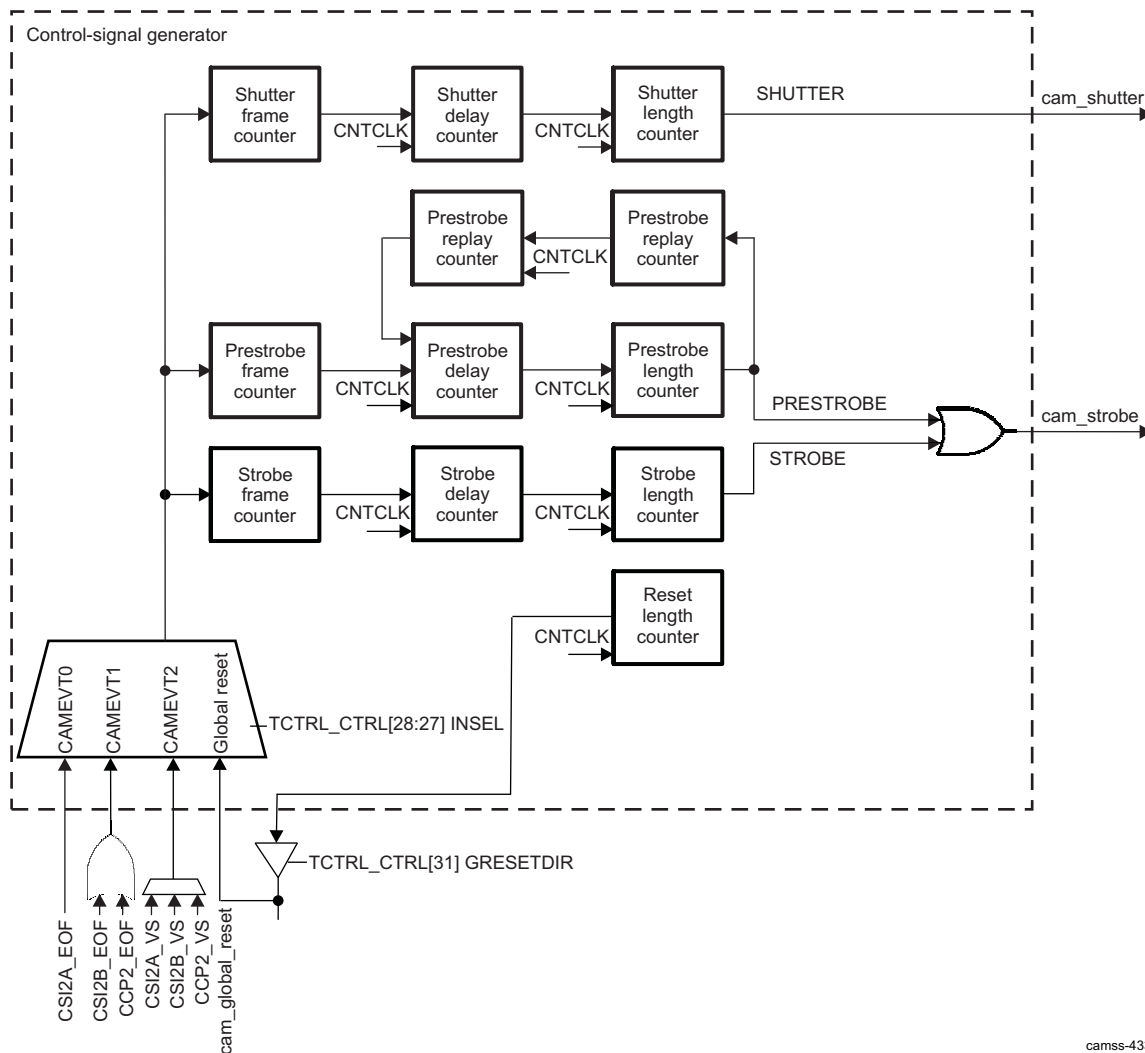 Control-signal generator
Shutter
frame
counter
CNTCLK
Shutter
delay
counter
CNTCLK
Shutter
length
counter
SHUTTER
cam_shutter
Prestrobe
replay
counter
CNTCLK
Prestrobe
replay
counter
Prestrobe
frame
counter
CNTCLK
Prestrobe
delay
counter
CNTCLK
Prestrobe
length
counter
PRESTROBE
cam_strobe
Strobe
frame
counter
CNTCLK
Strobe
delay
counter
CNTCLK
Strobe
length
counter
STROBE
CNTCLK
Reset
length
counter
CAMEVT0
CAMEVT1
CAMEVT2
Global reset
TCTRL_CTRL[28:27] INSEL
TCTRL_CTRL[31] GRESETDIR
CSI2A_EOF
CSI2B_EOF
CCP2_EOF
CSI2A_VS
CSI2B_VS
CCP2_VS
cam_global_reset
camss-43